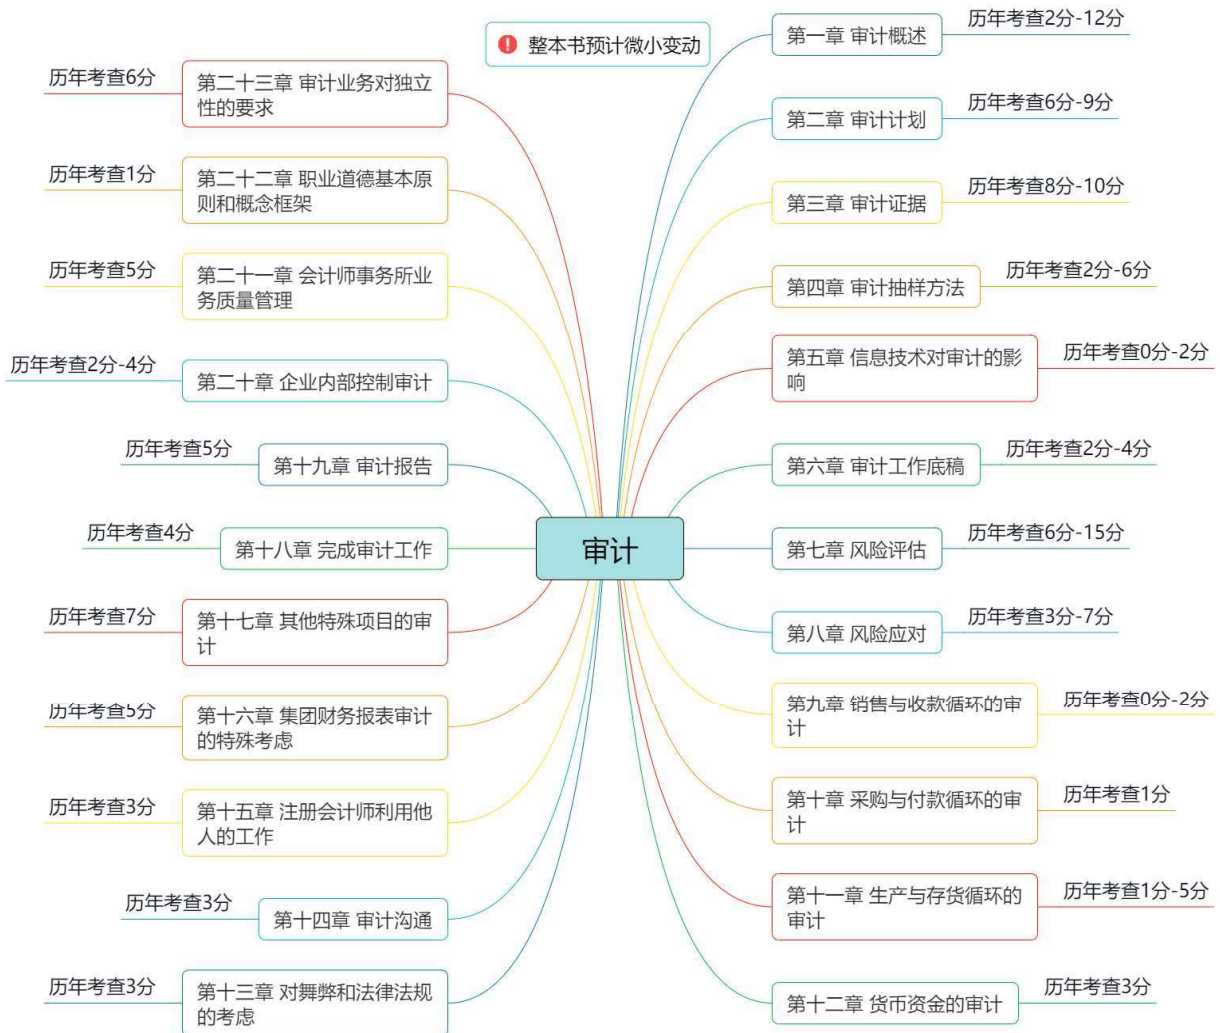 整本书预计微小变动
审计
第一章 审计概述
历年考查2分-12分
第二章 审计计划
历年考查6分-9分
第三章 审计证据
历年考查8分-10分
第四章 审计抽样方法
历年考查2分-6分
第五章 信息技术对审计的影
响
历年考查0分-2分
第六章 审计工作底稿
历年考查2分-4分
第七章 风险评估
历年考查6分-15分
第八章 风险应对
历年考查3分-7分
第九章 销售与收款循环的审
计
历年考查0分-2分
第十章 采购与付款循环的审
计
历年考查1分
第十一章 生产与存货循环的
审计
历年考查1分-5分
第十二章 货币资金的审计
历年考查3分
第十三章 对舞弊和法律法规
的考虑
历年考查3分
第十四章 审计沟通
历年考查3分
第十五章 注册会计师利用他
人的工作
历年考查3分
第十六章 集团财务报表审计
的特殊考虑
历年考查5分
第十七章 其他特殊项目的审
计
历年考查7分
第十八章 完成审计工作
历年考查4分
第十九章 审计报告
历年考查5分
第二十章 企业内部控制审计
历年考查2分-4分
第二十一章 会计师事务所业
务质量管理
历年考查5分
第二十二章 职业道德基本原
则和概念框架
历年考查1分
第二十三章 审计业务对独立
性的要求
历年考查6分